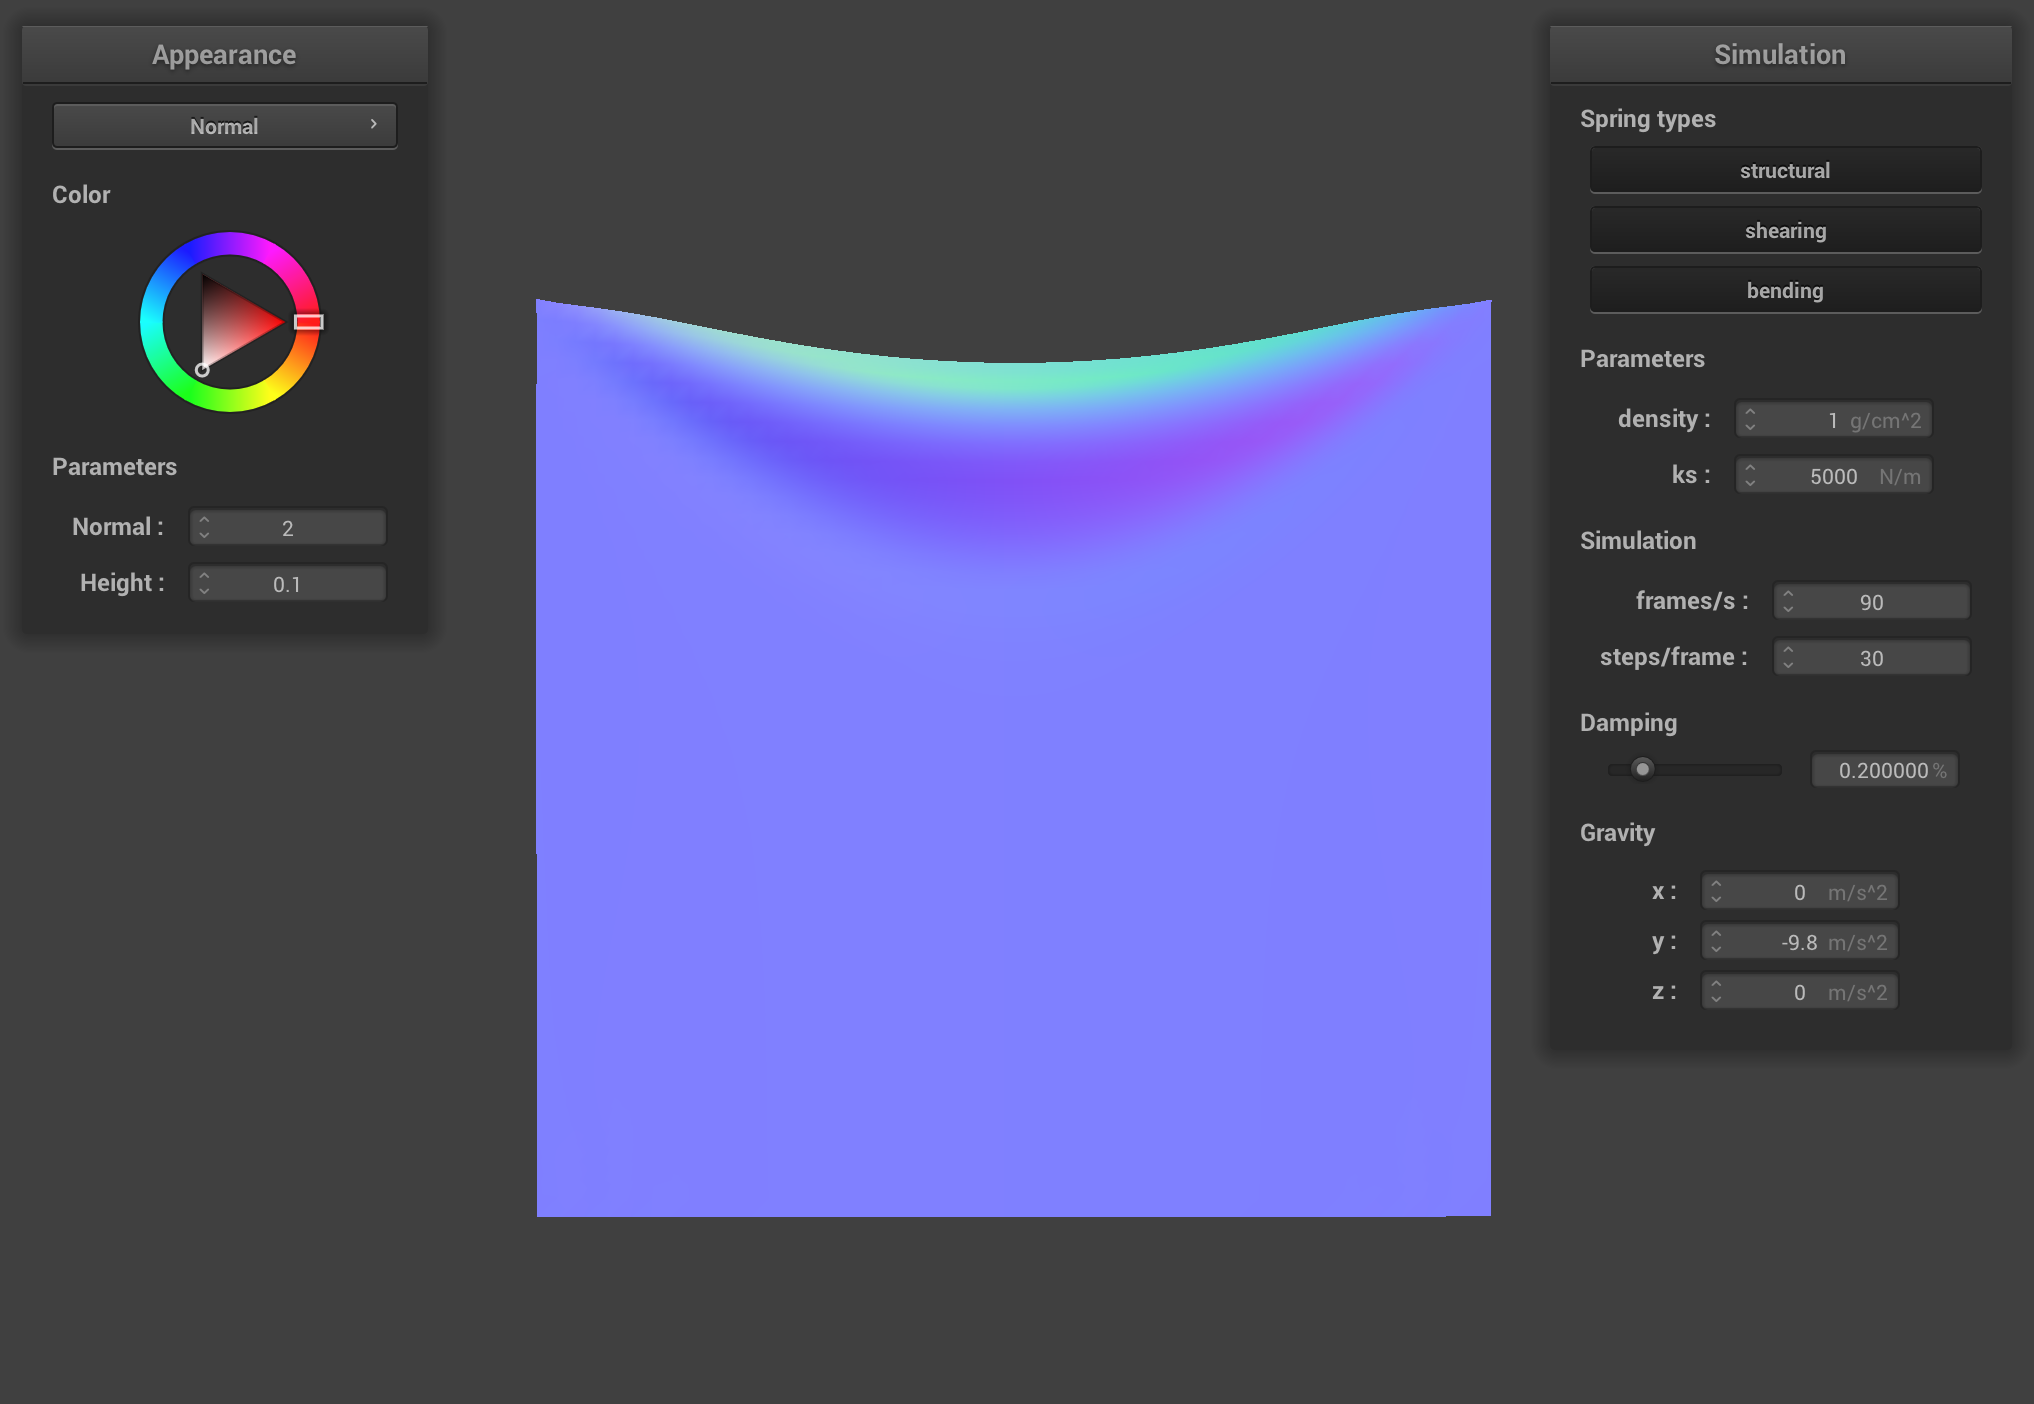 Appearance
Normal
Color
Parameters
Normal : 2
Height : 0.1
Simulation
Spring types
structural
shearing
bending
Parameters
density : 1 g/cm^2
ks : 5000 N/m
Simulation
frames/s : 90
steps/frame : 30
Damping
0.200000 %
Gravity
x : 0 m/s^2
y : -9.8 m/s^2
z : 0 m/s^2